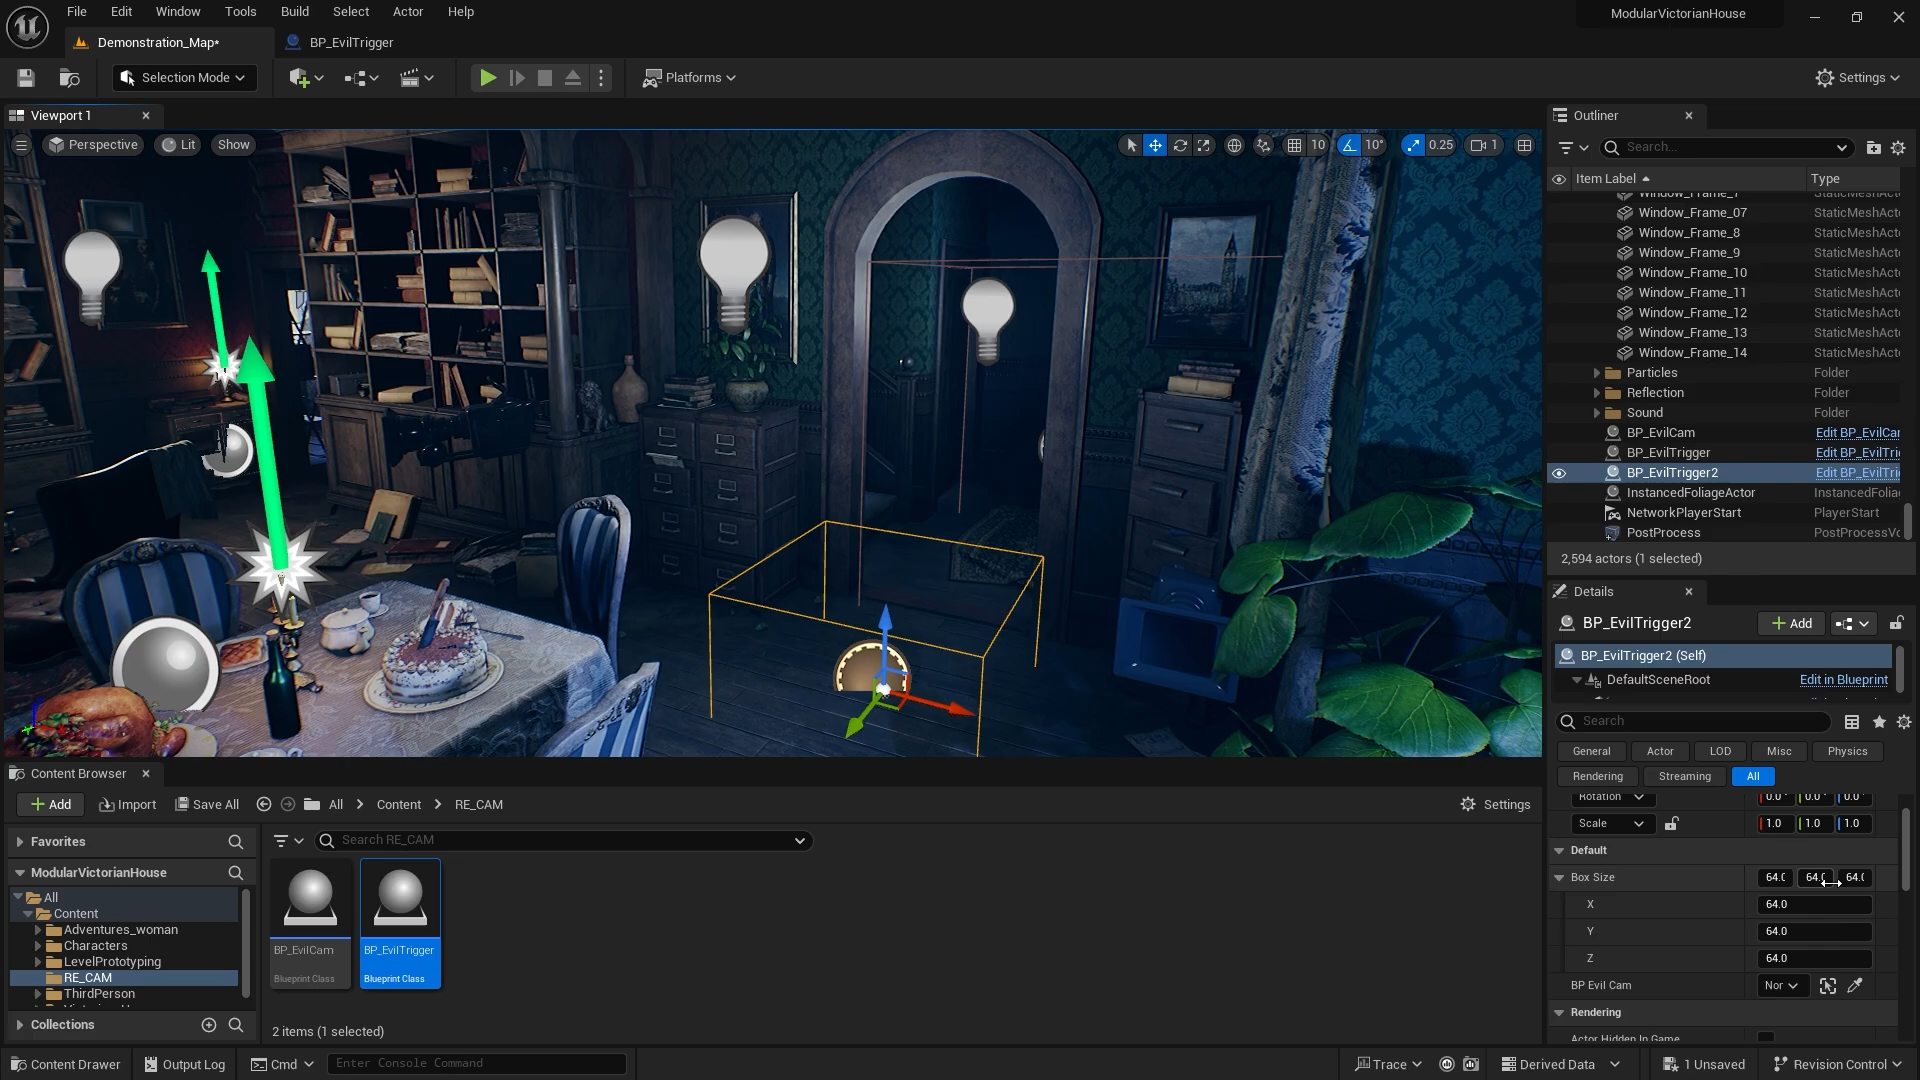 File Edit Window Tools Build Select Actor Help
ModularVictorianHouse
Demonstration_Map*
BP_EvilTrigger
Selection Mode
Platforms
Settings
Viewport 1
Perspective
Lit
Show
10
10°
0.25
1
Outliner
Search...
Item Label
Type
Window_Frame_07 StaticMeshActo
Window_Frame_8 StaticMeshActo
Window_Frame_9 StaticMeshActo
Window_Frame_10 StaticMeshActo
Window_Frame_11 StaticMeshActo
Window_Frame_12 StaticMeshActo
Window_Frame_13 StaticMeshActo
Window_Frame_14 StaticMeshActo
Particles Folder
Reflection Folder
Sound Folder
BP_EvilCam Edit BP_EvilCar
BP_EvilTrigger Edit BP_EvilTri
BP_EvilTrigger2 Edit BP_EvilTri
InstancedFoliageActor InstancedFolia
NetworkPlayerStart PlayerStart
PostProcess PostProcessVo
2,594 actors (1 selected)
Details
BP_EvilTrigger2
Add
BP_EvilTrigger2 (Self)
DefaultSceneRoot
Edit in Blueprint
Search
General Actor LOD Misc Physics
Rendering Streaming All
Rotation 0.0° 0.0° 0.0°
Scale 1.0 1.0 1.0
Default
Box Size 64.0 64.0 64.0
X 64.0
Y 64.0
Z 64.0
BP Evil Cam Nor
Rendering
Actor Hidden In Game
Content Browser
Add
Import
Save All
All > Content > RE_CAM
Settings
Favorites
Search RE_CAM
ModularVictorianHouse
All
Content
Adventures_woman
Characters
LevelPrototyping
RE_CAM
ThirdPerson
Collections
BP_EvilCam
Blueprint Class
BP_EvilTrigger
Blueprint Class
2 items (1 selected)
Content Drawer
Output Log
Cmd
Enter Console Command
Trace
Derived Data
1 Unsaved
Revision Control